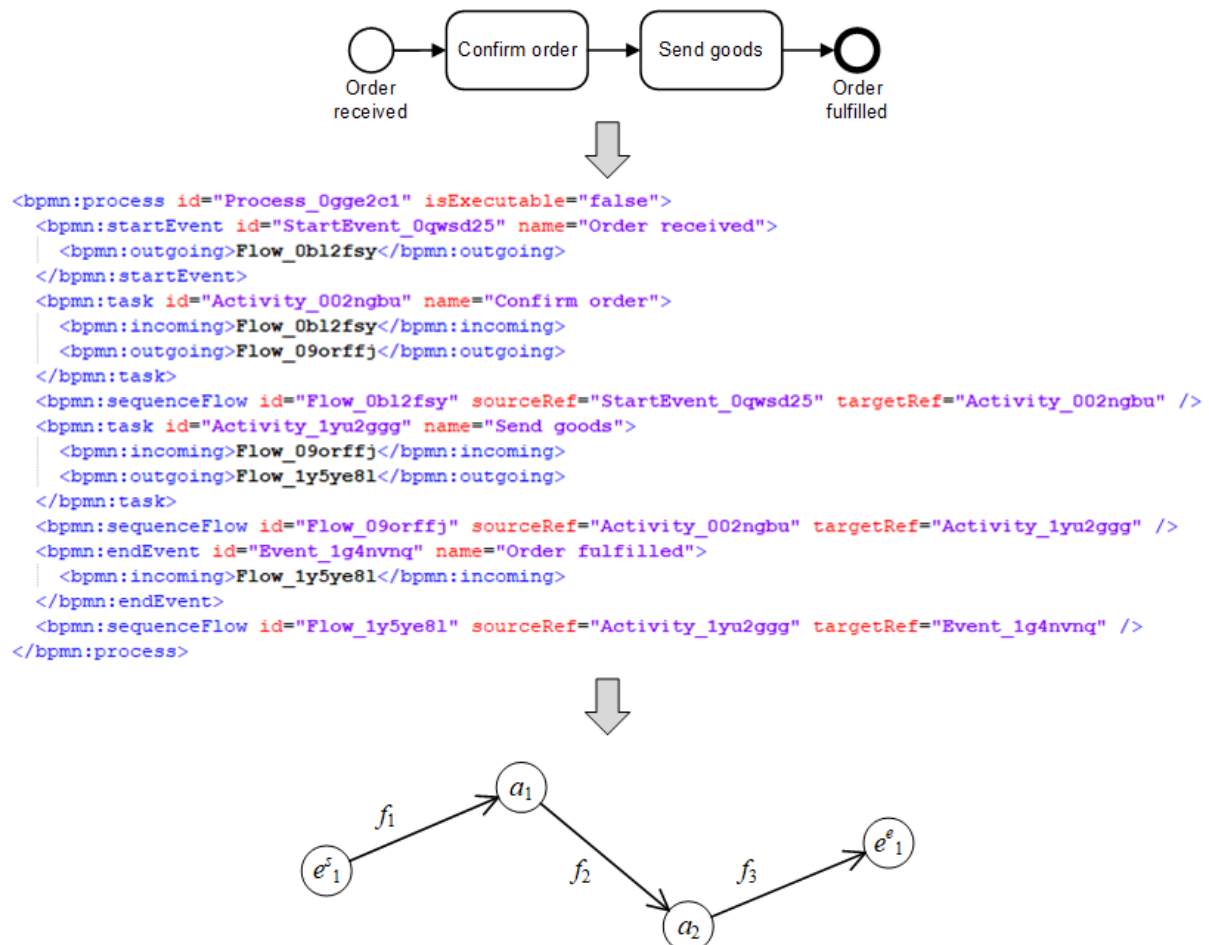 Confirm order
Send goods
Order
received
Order
fulfilled
<bpmn:process id="Process_0gge2c1" isExecutable="false">
<bpmn:startEvent id="StartEvent_0qwsd25" name="Order received">
<bpmn:outgoing>Flow_0bl2fsy</bpmn:outgoing>
</bpmn:startEvent>
<bpmn:task id="Activity_002ngbu" name="Confirm order">
<bpmn:incoming>Flow_0bl2fsy</bpmn:incoming>
<bpmn:outgoing>Flow_09orffj</bpmn:outgoing>
</bpmn:task>
<bpmn:sequenceFlow id="Flow_0bl2fsy" sourceRef="StartEvent_0qwsd25" targetRef="Activity_002ngbu" />
<bpmn:task id="Activity_1yu2ggg" name="Send goods">
<bpmn:incoming>Flow_09orffj</bpmn:incoming>
<bpmn:outgoing>Flow_1y5ye8l</bpmn:outgoing>
</bpmn:task>
<bpmn:sequenceFlow id="Flow_09orffj" sourceRef="Activity_002ngbu" targetRef="Activity_1yu2ggg" />
<bpmn:endEvent id="Event_1g4nvnq" name="Order fulfilled">
<bpmn:incoming>Flow_1y5ye8l</bpmn:incoming>
</bpmn:endEvent>
<bpmn:sequenceFlow id="Flow_1y5ye8l" sourceRef="Activity_1yu2ggg" targetRef="Event_1g4nvnq" />
</bpmn:process>
a₁
f₁
eˢ₁
f₂
f₃
eᵉ₁
a₂